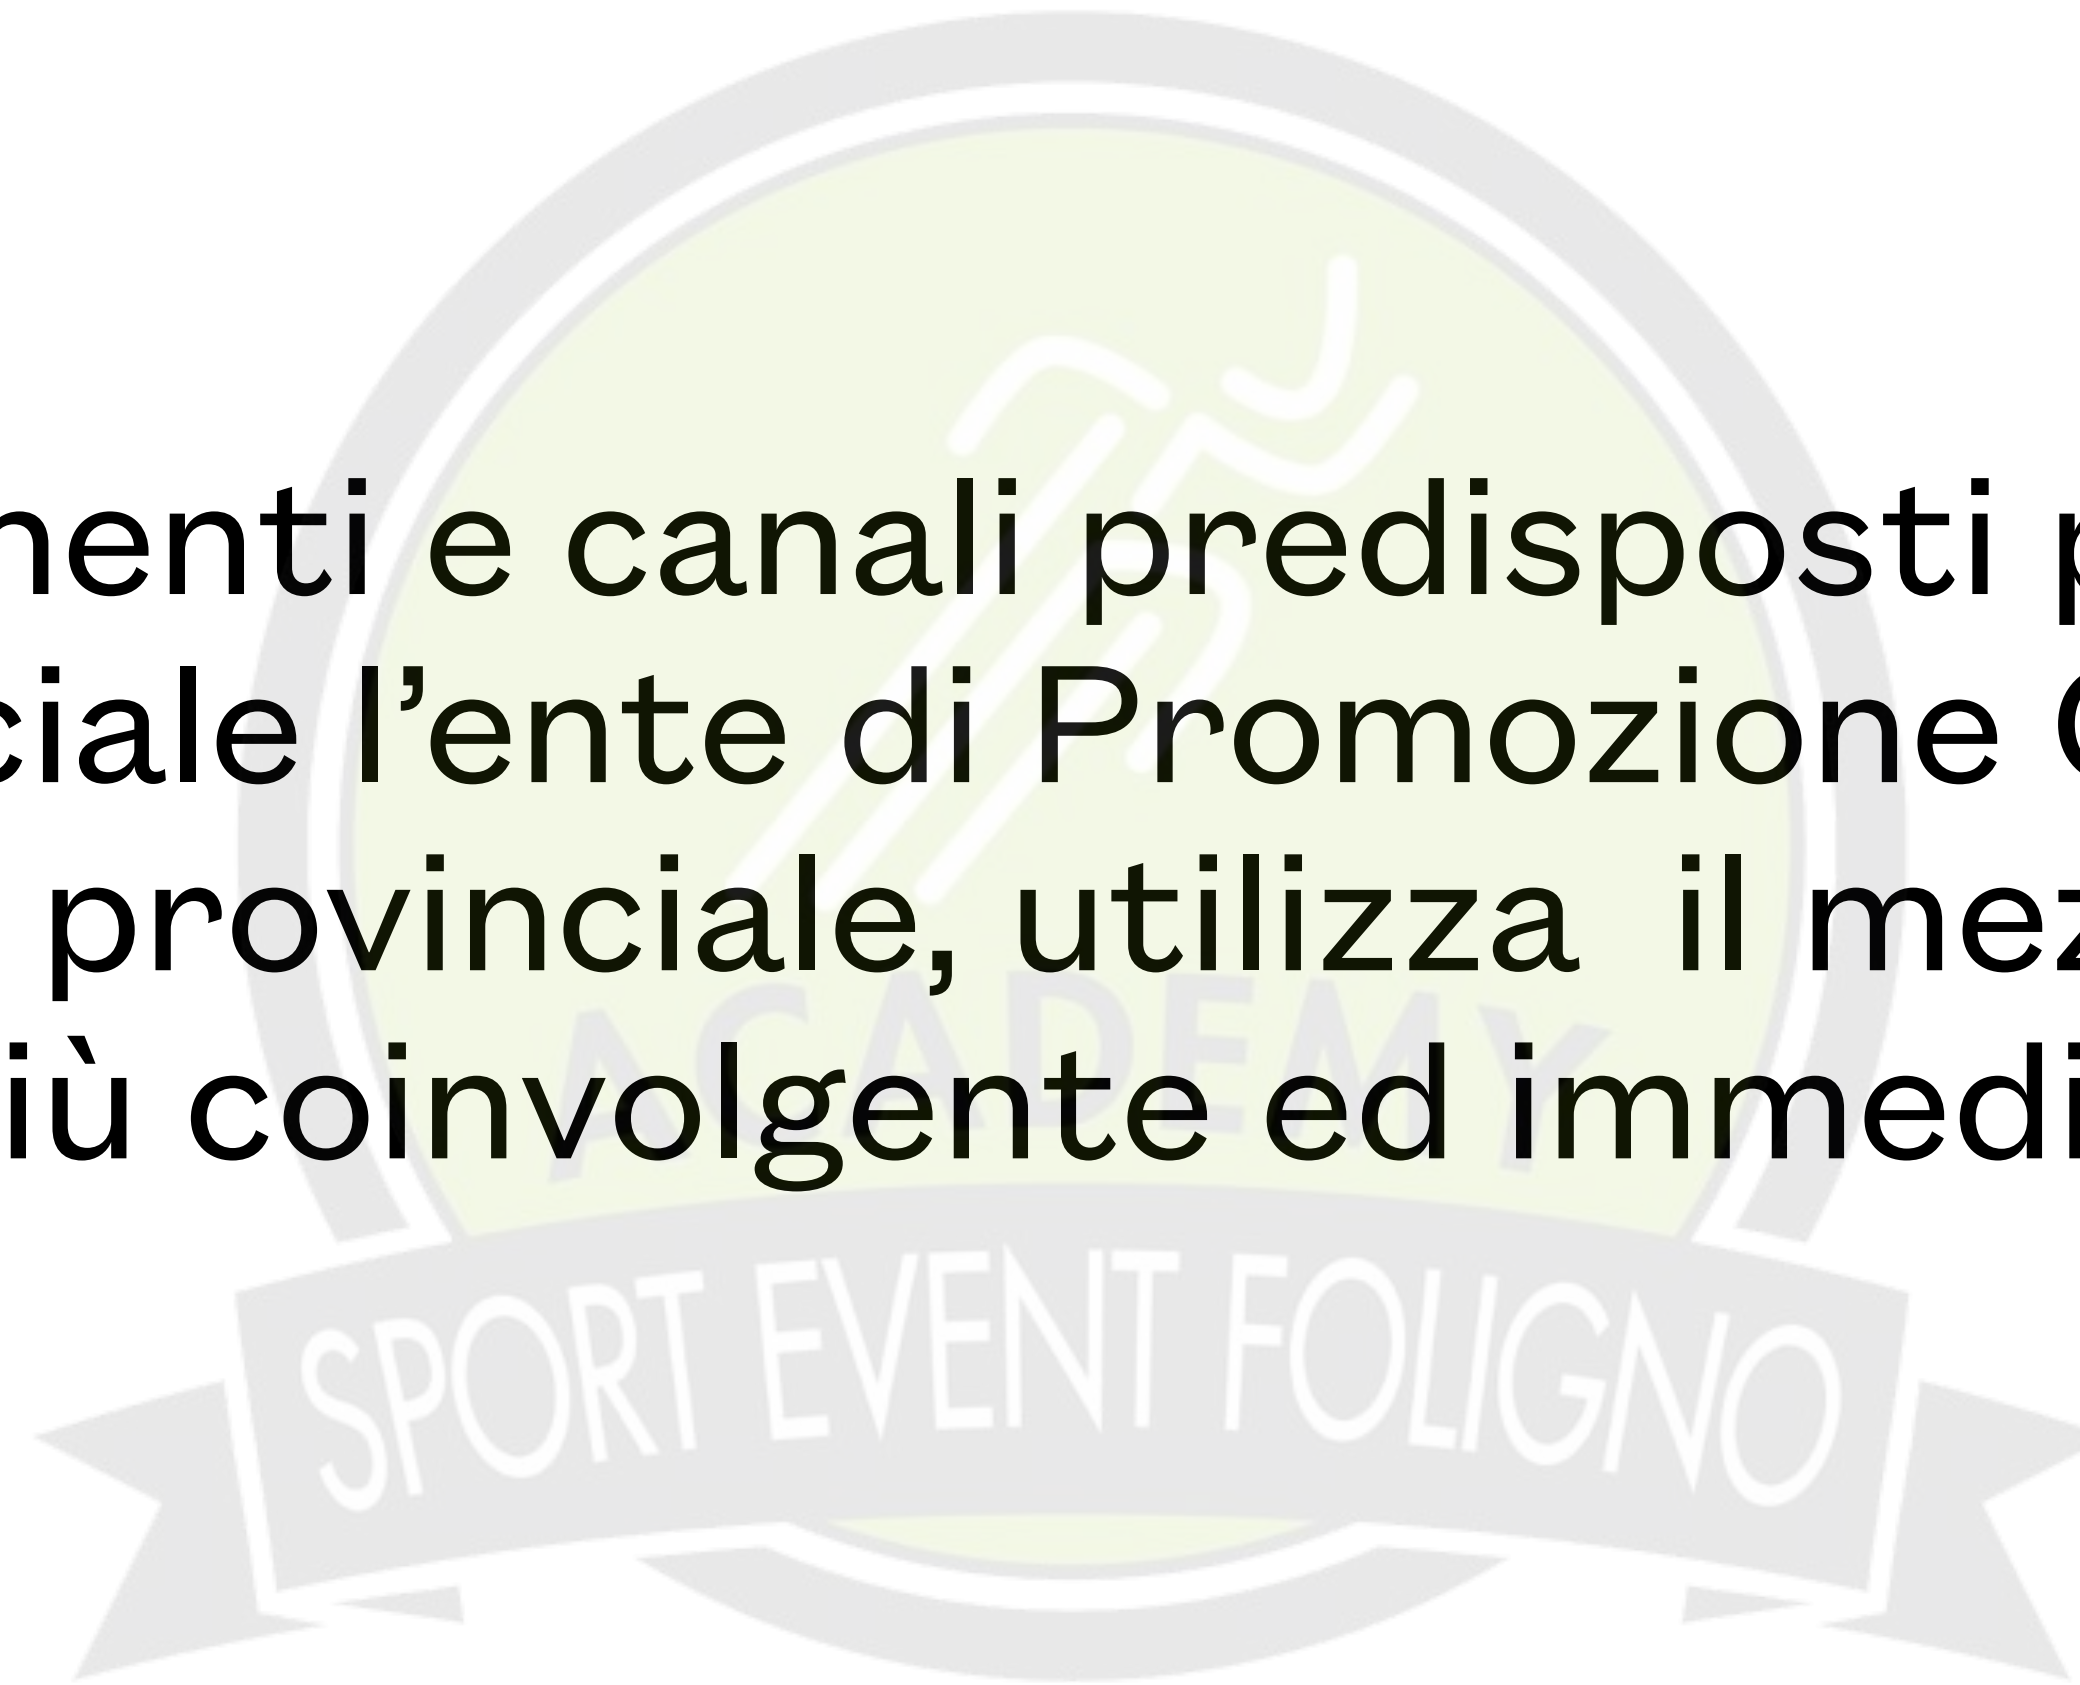 menti e canali predisposti p
ciale l’ente di Promozione C
provinciale, utilizza  il mez
iù coinvolgente ed immedi
ACADEMY
SPORT EVENT FOLIGNO